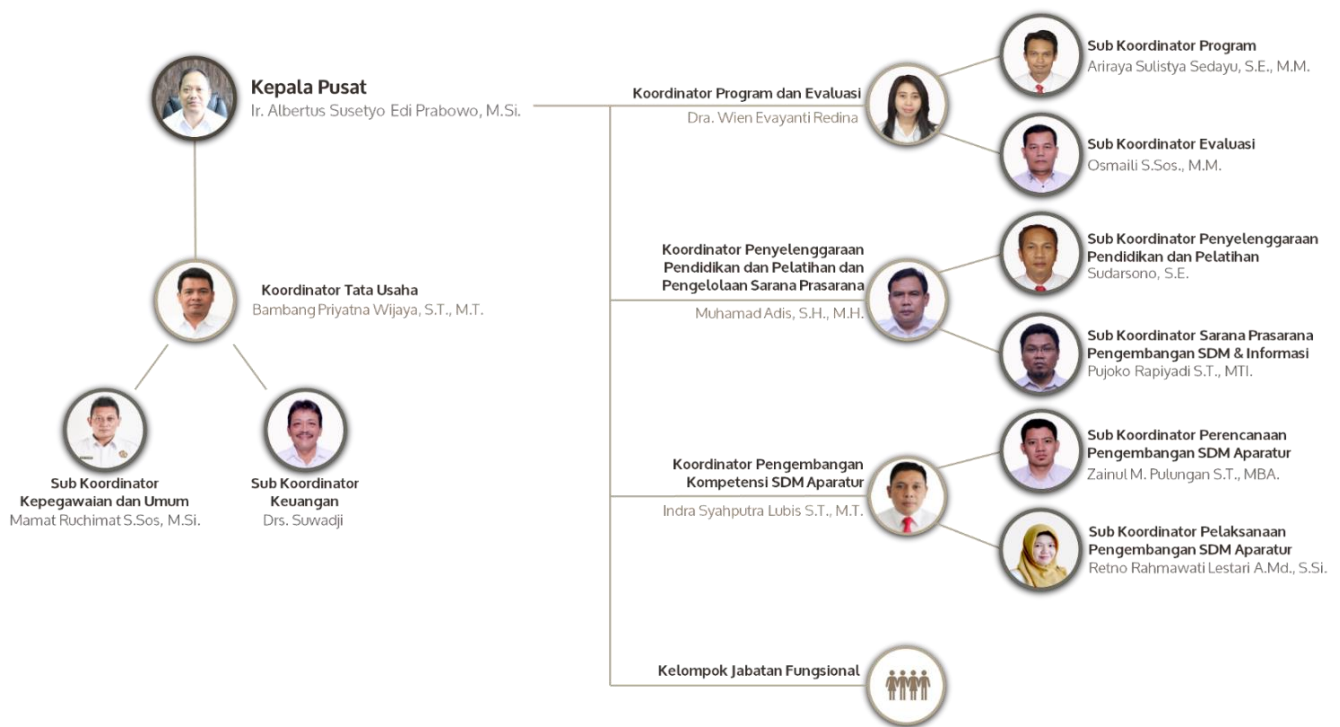 Kepala Pusat
Ir. Albertus Susetyo Edi Prabowo, M.Si.
Koordinator Tata Usaha
Bambang Priyatna Wijaya, S.T., M.T.
Sub Koordinator
Kepegawaian dan Umum
Mamat Ruchimat S.Sos, M.Si.
Sub Koordinator
Keuangan
Drs. Suwadji
Koordinator Program dan Evaluasi
Dra. Wien Evayanti Redina
Sub Koordinator Program
Ariraya Sulistya Sedayu, S.E., M.M.
Sub Koordinator Evaluasi
Osmaili S.Sos., M.M.
Koordinator Penyelenggaraan
Pendidikan dan Pelatihan dan
Pengelolaan Sarana Prasarana
Muhamad Adis, S.H., M.H.
Sub Koordinator Penyelenggaraan
Pendidikan dan Pelatihan
Sudarsono, S.E.
Sub Koordinator Sarana Prasarana
Pengembangan SDM & Informasi
Pujoko Rapiyadi S.T., MTI.
Koordinator Pengembangan
Kompetensi SDM Aparatur
Indra Syahputra Lubis S.T., M.T.
Sub Koordinator Perencanaan
Pengembangan SDM Aparatur
Zainul M. Pulungan S.T., MBA.
Sub Koordinator Pelaksanaan
Pengembangan SDM Aparatur
Retno Rahmawati Lestari A.Md., S.Si.
Kelompok Jabatan Fungsional